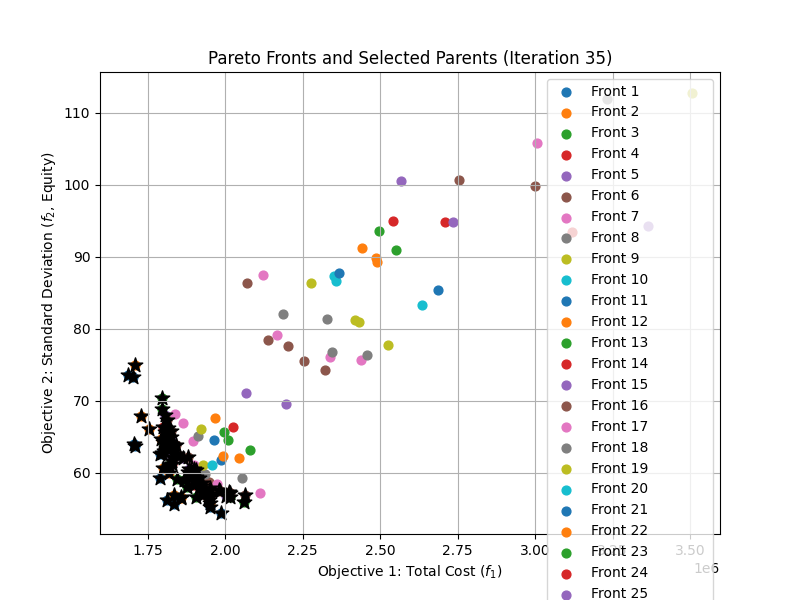 Pareto Fronts and Selected Parents (Iteration 35)
Objective 2: Standard Deviation (f₂, Equity)
110
100
90
80
70
60
1.75
2.00
2.25
2.50
2.75
3.00
3.25
3.50
1e6
Objective 1: Total Cost (f₁)
Front 1
Front 2
Front 3
Front 4
Front 5
Front 6
Front 7
Front 8
Front 9
Front 10
Front 11
Front 12
Front 13
Front 14
Front 15
Front 16
Front 17
Front 18
Front 19
Front 20
Front 21
Front 22
Front 23
Front 24
Front 25